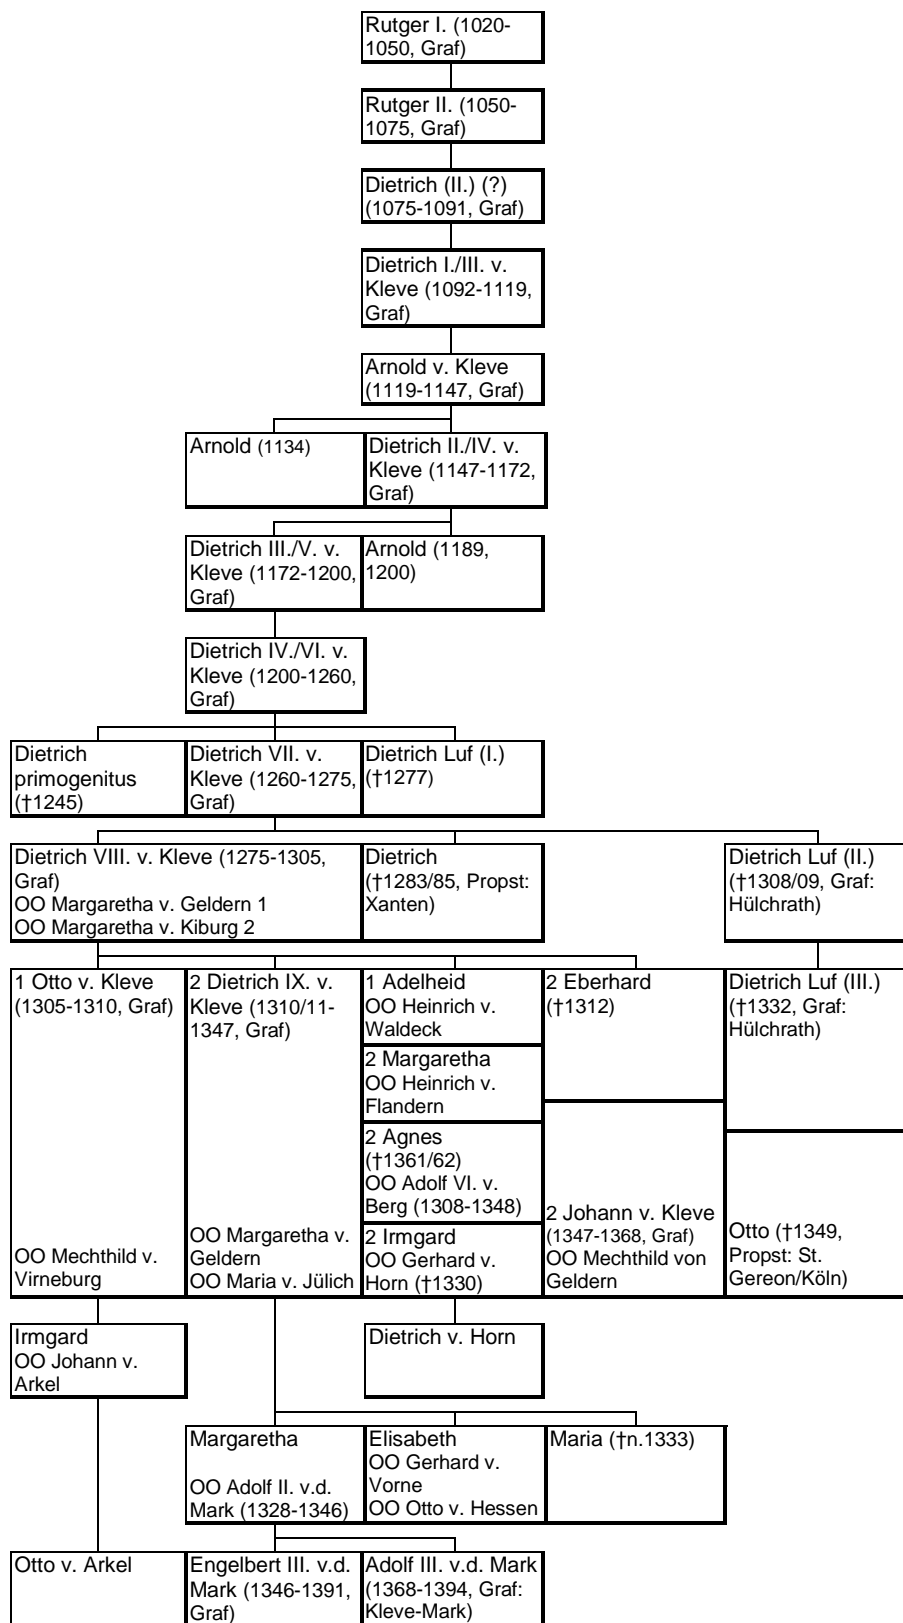 Rutger I. (1020-
1050, Graf)
Rutger II. (1050-
1075, Graf)
Dietrich (II.) (?)
(1075-1091, Graf)
Dietrich I./III. v.
Kleve (1092-1119,
Graf)
Arnold v. Kleve
(1119-1147, Graf)
Arnold (1134)
Dietrich II./IV. v.
Kleve (1147-1172,
Graf)
Dietrich III./V. v.
Kleve (1172-1200,
Graf)
Arnold (1189,
1200)
Dietrich IV./VI. v.
Kleve (1200-1260,
Graf)
Dietrich
primogenitus
(†1245)
Dietrich VII. v.
Kleve (1260-1275,
Graf)
Dietrich Luf (I.)
(†1277)
Dietrich VIII. v. Kleve (1275-1305,
Graf)
OO Margaretha v. Geldern 1
OO Margaretha v. Kiburg 2
Dietrich
(†1283/85, Propst:
Xanten)
Dietrich Luf (II.)
(†1308/09, Graf:
Hülchrath)
1 Otto v. Kleve
(1305-1310, Graf)
OO Mechthild v.
Virneburg
2 Dietrich IX. v.
Kleve (1310/11-
1347, Graf)
OO Margaretha v.
Geldern
OO Maria v. Jülich
1 Adelheid
OO Heinrich v.
Waldeck
2 Margaretha
OO Heinrich v.
Flandern
2 Agnes
(†1361/62)
OO Adolf VI. v.
Berg (1308-1348)
2 Irmgard
OO Gerhard v.
Horn (†1330)
2 Eberhard
(†1312)
2 Johann v. Kleve
(1347-1368, Graf)
OO Mechthild von
Geldern
Dietrich Luf (III.)
(†1332, Graf:
Hülchrath)
Otto (†1349,
Propst: St.
Gereon/Köln)
Irmgard
OO Johann v.
Arkel
Dietrich v. Horn
Margaretha
OO Adolf II. v.d.
Mark (1328-1346)
Elisabeth
OO Gerhard v.
Vorne
OO Otto v. Hessen
Maria (†n.1333)
Otto v. Arkel
Engelbert III. v.d.
Mark (1346-1391,
Graf)
Adolf III. v.d. Mark
(1368-1394, Graf:
Kleve-Mark)